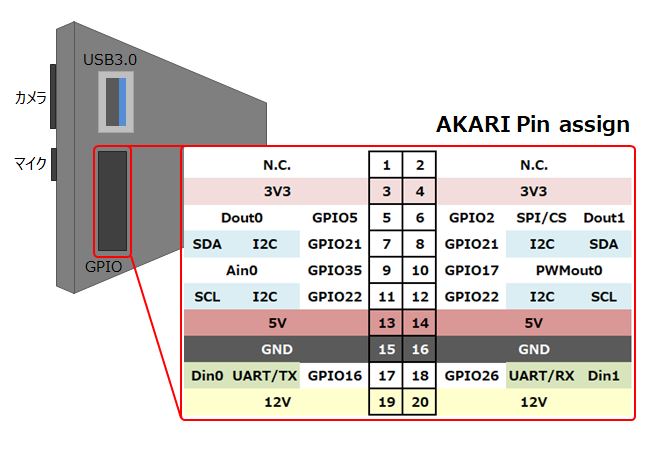 USB3.0
カメラ
AKARI Pin assign
マイク
N.C. 1 2 N.C.
3V3 3 4 3V3
Dout0 GPIO5 5 6 GPIO2 SPI/CS Dout1
SDA I2C GPIO21 7 8 GPIO21 I2C SDA
Ain0 GPIO35 9 10 GPIO17 PWMout0
GPIO
SCL I2C GPIO22 11 12 GPIO22 I2C SCL
5V 13 14 5V
GND 15 16 GND
Din0 UART/TX GPIO16 17 18 GPIO26 UART/RX Din1
12V 19 20 12V